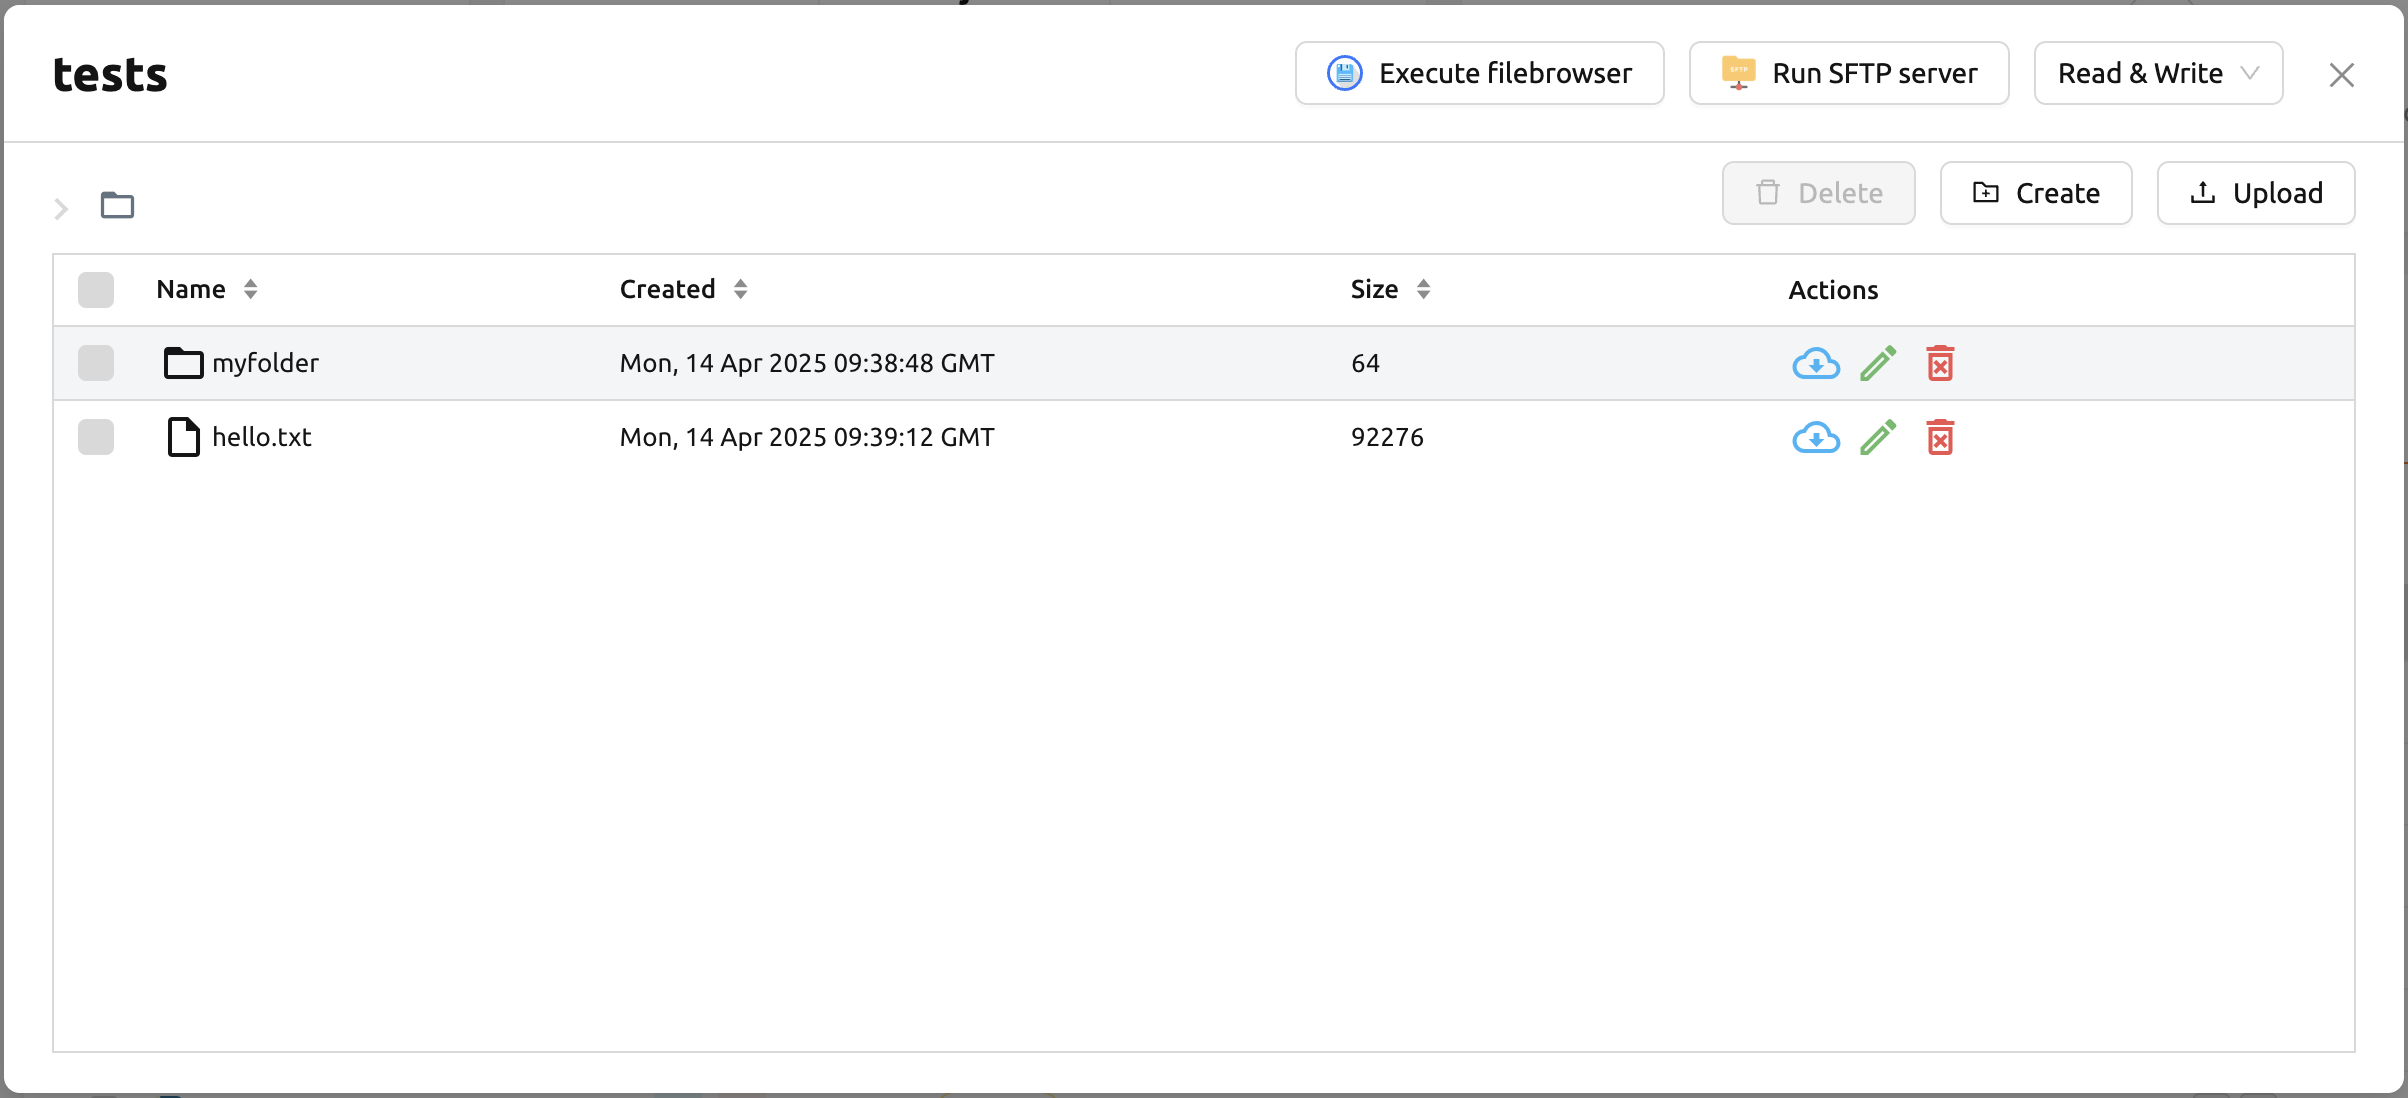 tests
Execute filebrowser
SFTP
Run SFTP server
Read & Write
Delete
Create
Upload
Name Created Size Actions
myfolder Mon, 14 Apr 2025 09:38:48 GMT 64
hello.txt Mon, 14 Apr 2025 09:39:12 GMT 92276